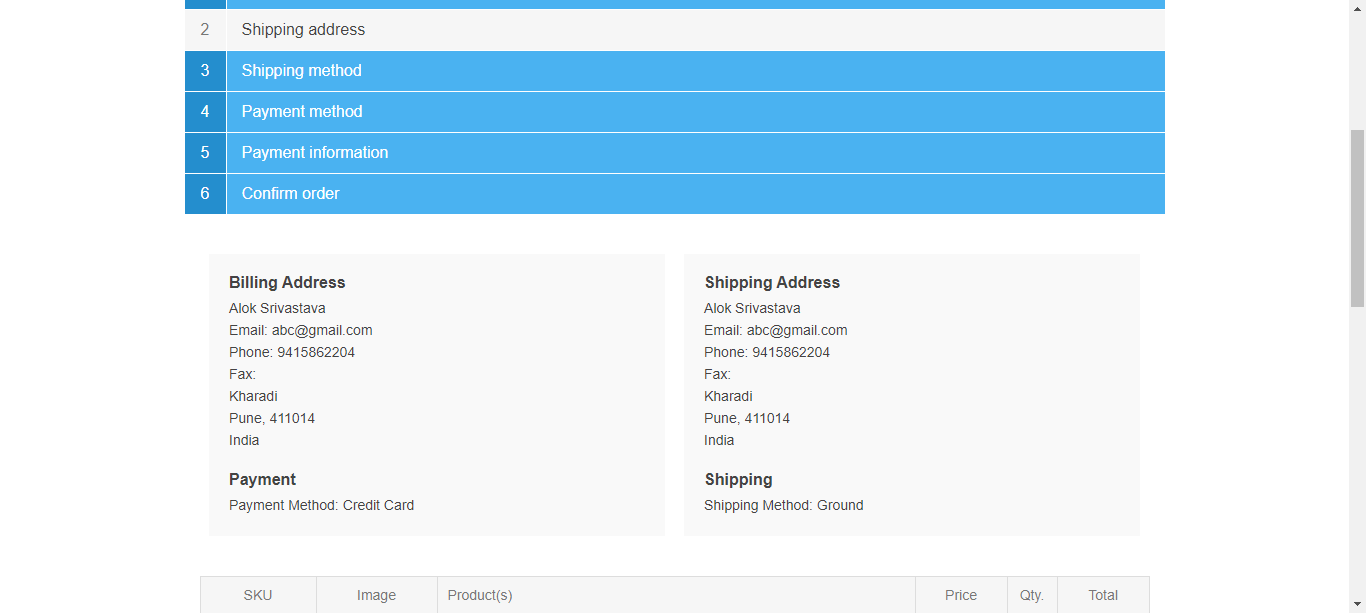 2 Shipping address
3 Shipping method
4 Payment method
5 Payment information
6 Confirm order
Billing Address
Alok Srivastava
Email: abc@gmail.com
Phone: 9415862204
Fax:
Kharadi
Pune, 411014
India
Payment
Payment Method: Credit Card
Shipping Address
Alok Srivastava
Email: abc@gmail.com
Phone: 9415862204
Fax:
Kharadi
Pune, 411014
India
Shipping
Shipping Method: Ground
SKU Image Product(s) Price Qty. Total